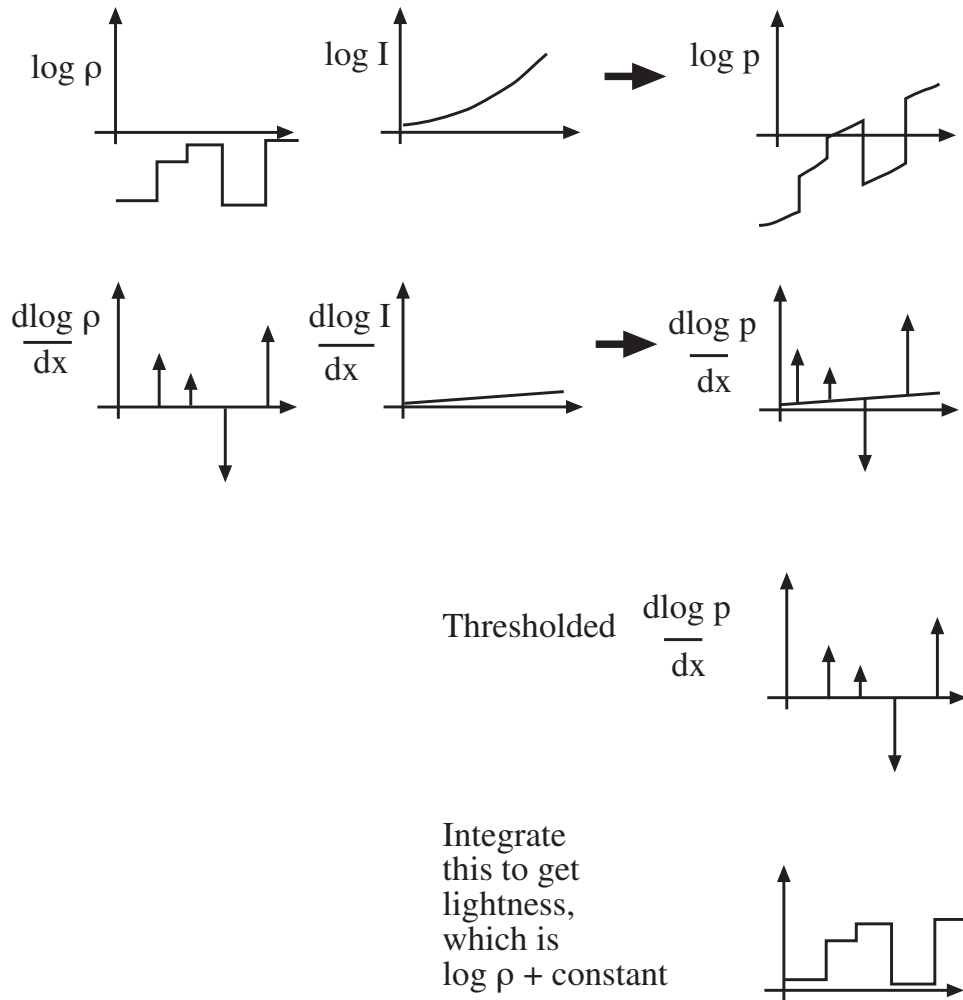 log ρ
log I
log p
dlog ρ
dx
dlog I
dx
dlog p
dx
Thresholded
dlog p
dx
Integrate
this to get
lightness,
which is
log ρ + constant